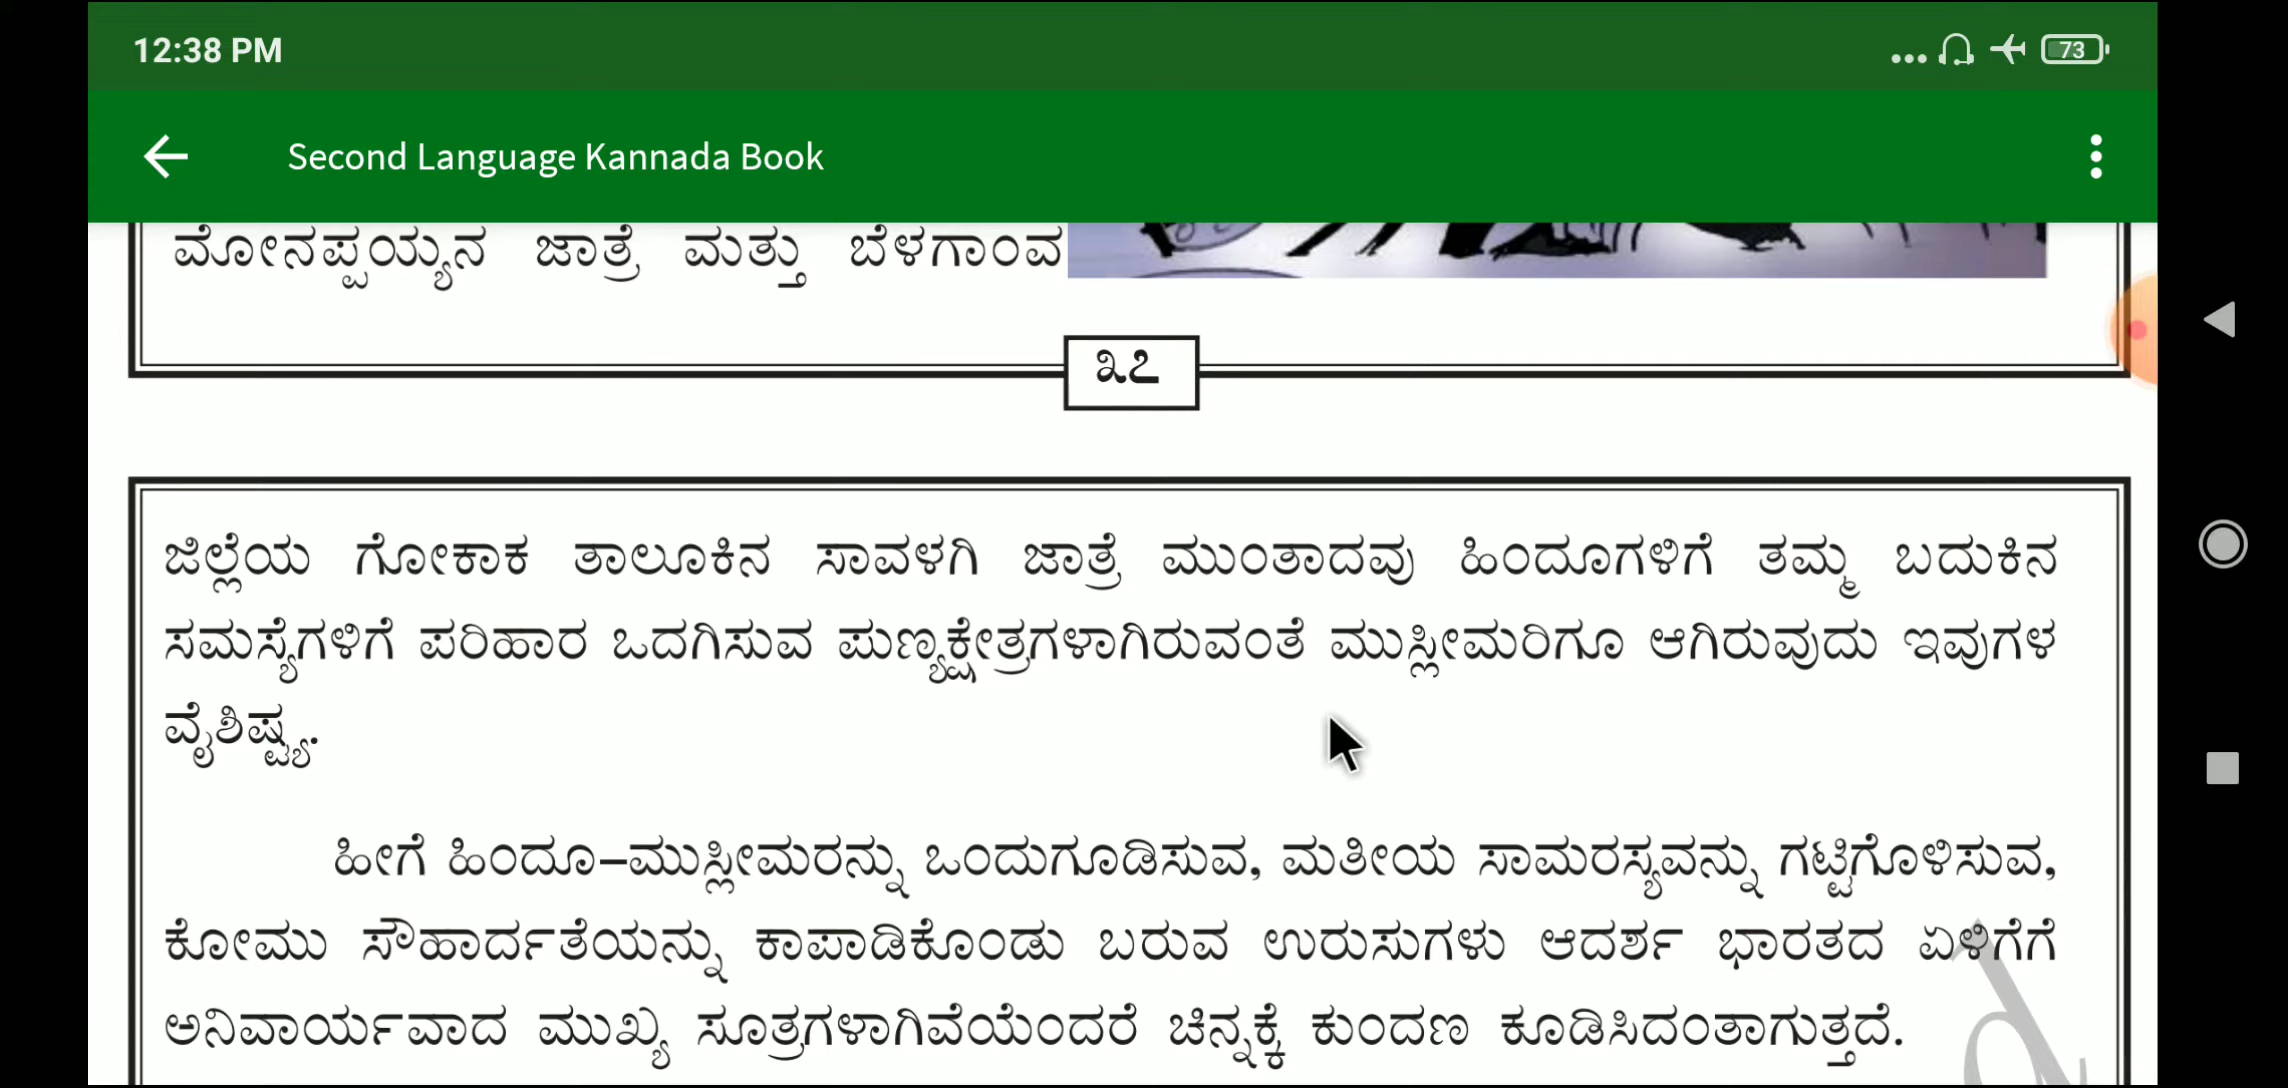 12:38 PM
73
Second Language Kannada Book
ಮೋನಪ್ಪಯ್ಯನ ಜಾತ್ರೆ ಮತ್ತು ಬೆಳಗಾಂವ
೩೭
ಜಿಲ್ಲೆಯ ಗೋಕಾಕ ತಾಲೂಕಿನ ಸಾವಳಗಿ ಜಾತ್ರೆ ಮುಂತಾದವು ಹಿಂದೂಗಳಿಗೆ ತಮ್ಮ ಬದುಕಿನ
ಸಮಸ್ಯೆಗಳಿಗೆ ಪರಿಹಾರ ಒದಗಿಸುವ ಪುಣ್ಯಕ್ಷೇತ್ರಗಳಾಗಿರುವಂತೆ ಮುಸ್ಲೀಮರಿಗೂ ಆಗಿರುವುದು ಇವುಗಳ
ವೈಶಿಷ್ಟ್ಯ.
ಹೀಗೆ ಹಿಂದೂ–ಮುಸ್ಲೀಮರನ್ನು ಒಂದುಗೂಡಿಸುವ, ಮತೀಯ ಸಾಮರಸ್ಯವನ್ನು ಗಟ್ಟಿಗೊಳಿಸುವ,
ಕೋಮು ಸೌಹಾರ್ದತೆಯನ್ನು ಕಾಪಾಡಿಕೊಂಡು ಬರುವ ಉರುಸುಗಳು ಆದರ್ಶ ಭಾರತದ ಏಳಿಗೆಗೆ
ಅನಿವಾರ್ಯವಾದ ಮುಖ್ಯ ಸೂತ್ರಗಳಾಗಿವೆಯೆಂದರೆ ಚಿನ್ನಕ್ಕೆ ಕುಂದಣ ಕೂಡಿಸಿದಂತಾಗುತ್ತದೆ.